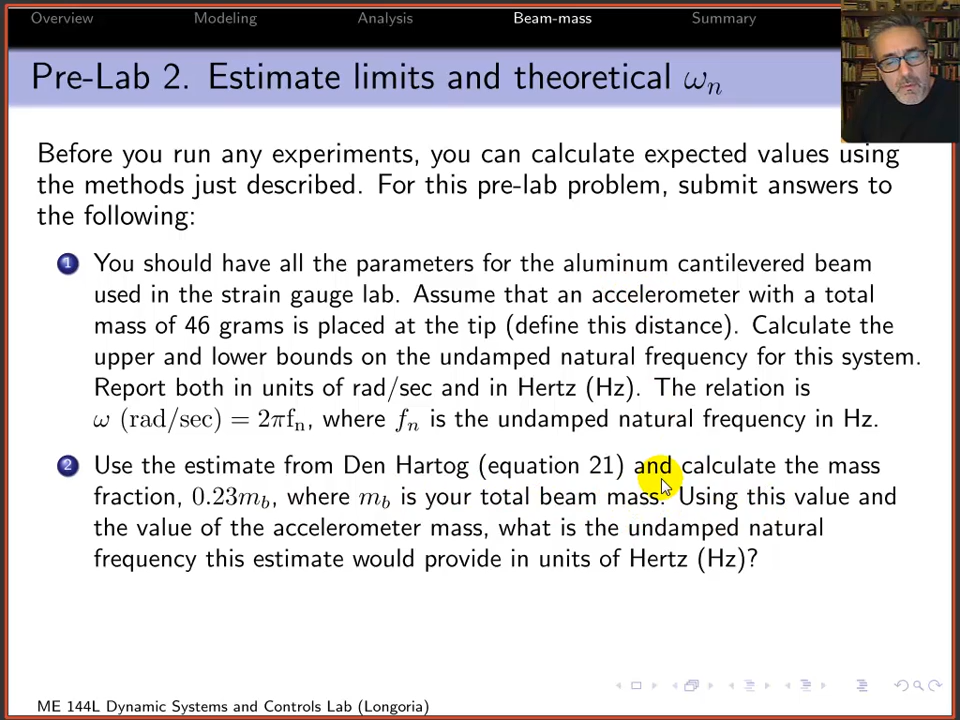 Overview Modeling Analysis Beam-mass Summary
Pre-Lab 2. Estimate limits and theoretical ωₙ
Before you run any experiments, you can calculate expected values using
the methods just described. For this pre-lab problem, submit answers to
the following:
1 You should have all the parameters for the aluminum cantilevered beam
used in the strain gauge lab. Assume that an accelerometer with a total
mass of 46 grams is placed at the tip (define this distance). Calculate the
upper and lower bounds on the undamped natural frequency for this system.
Report both in units of rad/sec and in Hertz (Hz). The relation is
ω (rad/sec) = 2πfₙ, where fₙ is the undamped natural frequency in Hz.
2 Use the estimate from Den Hartog (equation 21) and calculate the mass
fraction, 0.23m_b, where m_b is your total beam mass. Using this value and
the value of the accelerometer mass, what is the undamped natural
frequency this estimate would provide in units of Hertz (Hz)?
ME 144L Dynamic Systems and Controls Lab (Longoria)